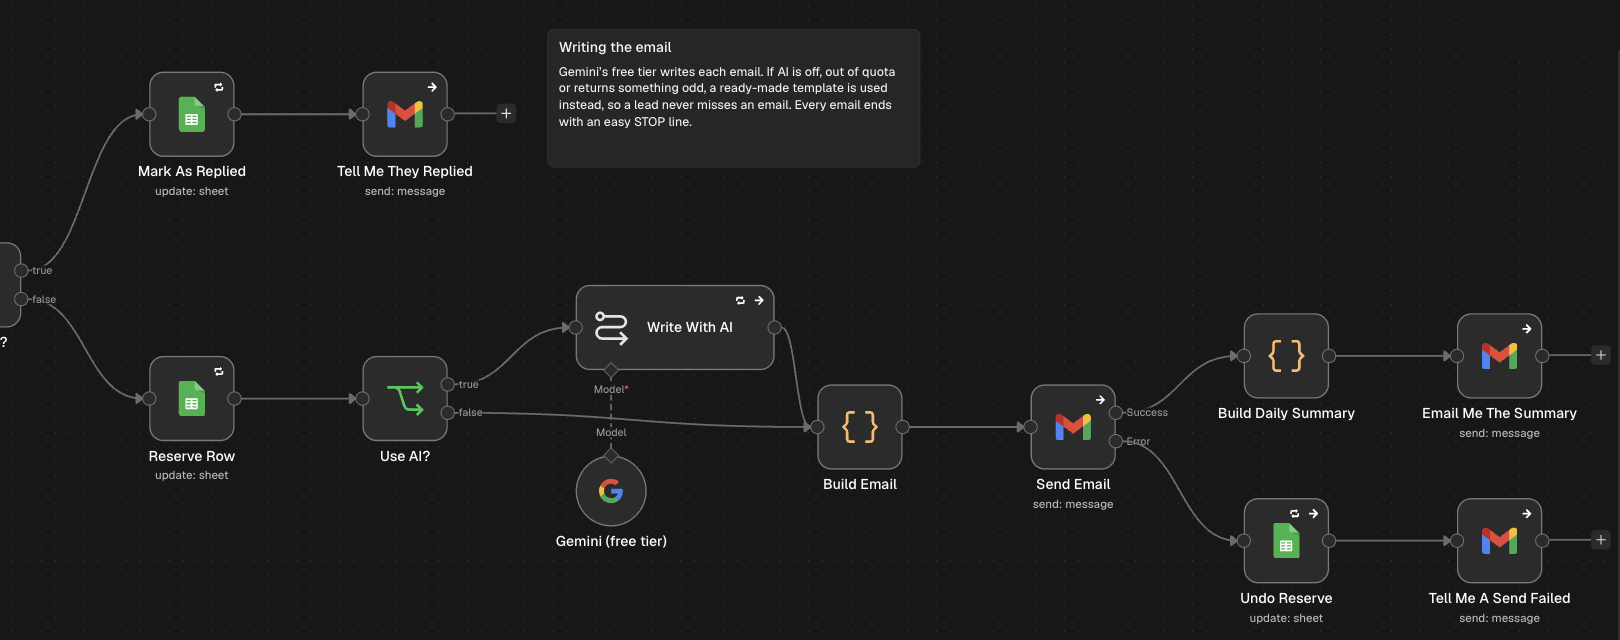 Writing the email
Gemini's free tier writes each email. If AI is off, out of quota
or returns something odd, a ready-made template is used
instead, so a lead never misses an email. Every email ends
with an easy STOP line.
Mark As Replied
update: sheet
Tell Me They Replied
send: message
true
false
?
Reserve Row
update: sheet
Use AI?
true
false
Write With AI
Model*
Model
Gemini (free tier)
Build Email
Send Email
send: message
Success
Error
Build Daily Summary
Email Me The Summary
send: message
Undo Reserve
update: sheet
Tell Me A Send Failed
send: message